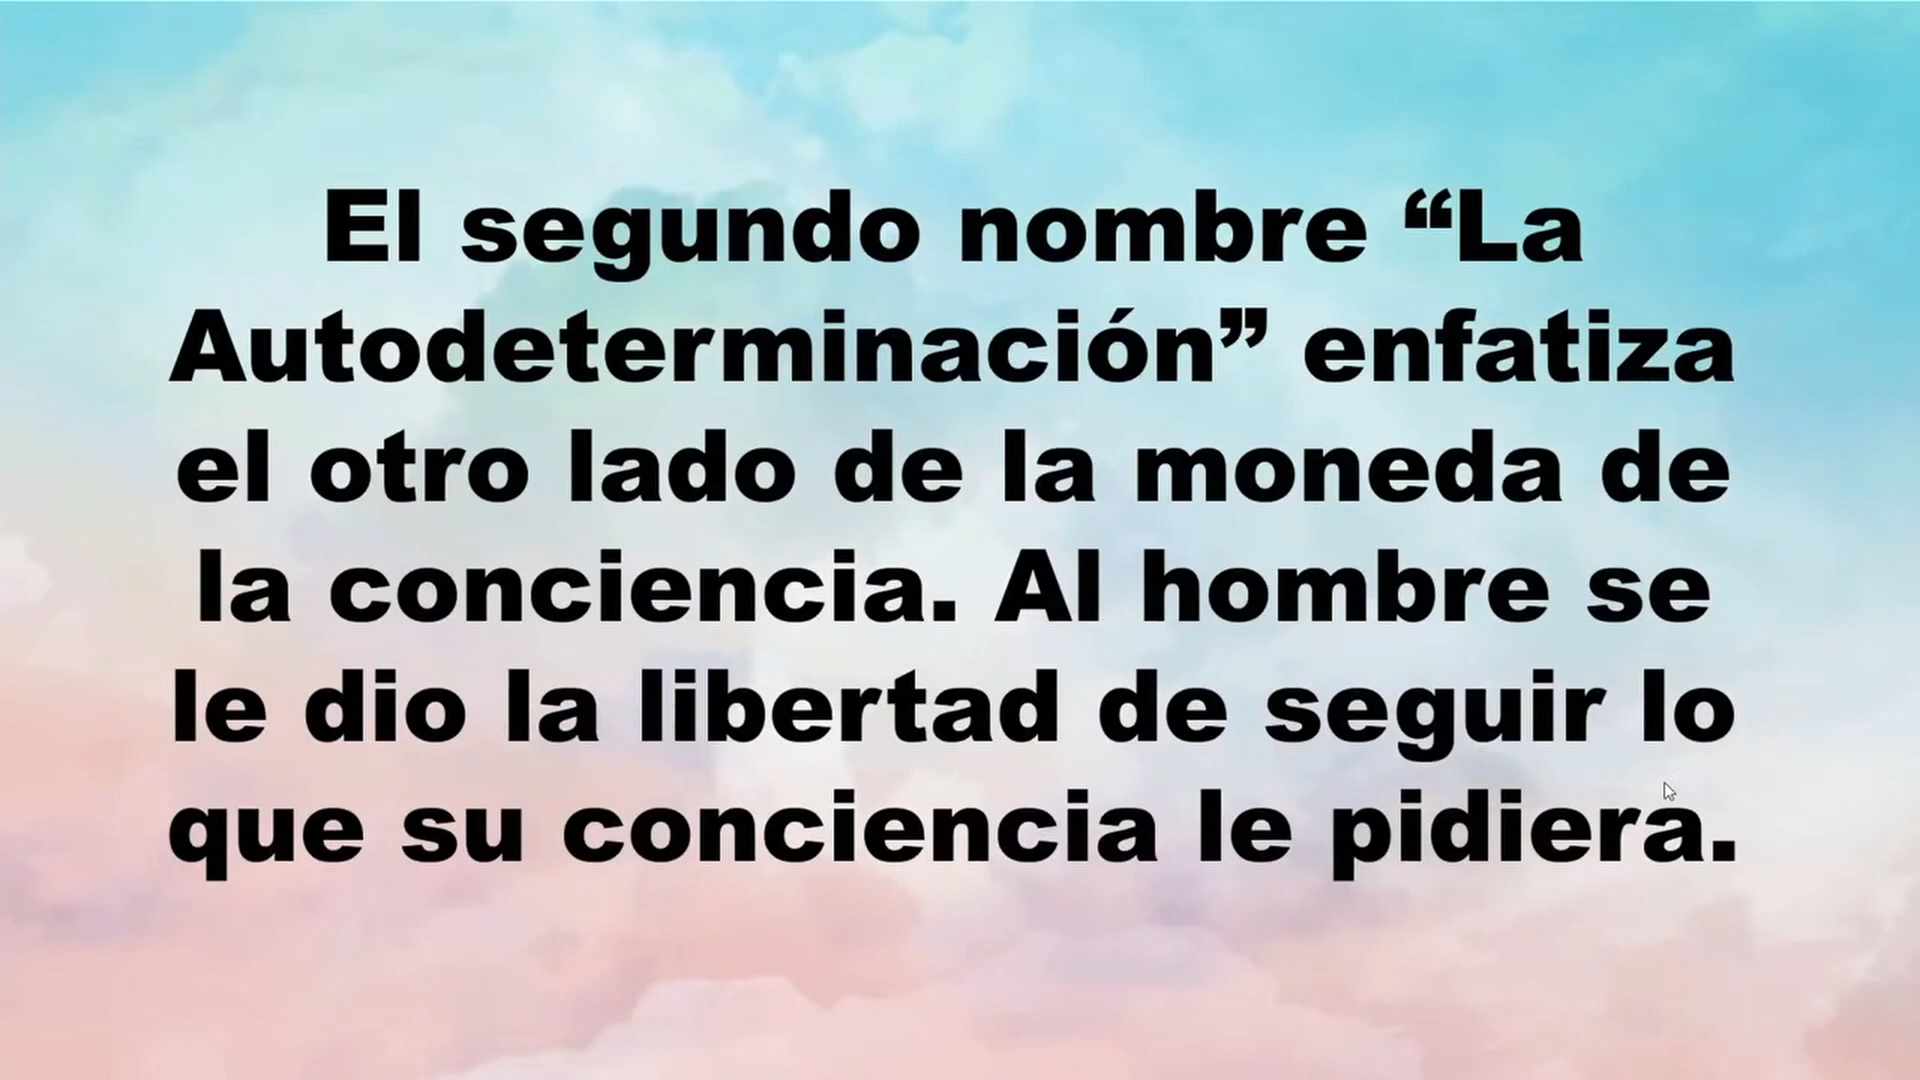 El segundo nombre “La
Autodeterminación” enfatiza
el otro lado de la moneda de
la conciencia. Al hombre se
le dio la libertad de seguir lo
que su conciencia le pidiera.